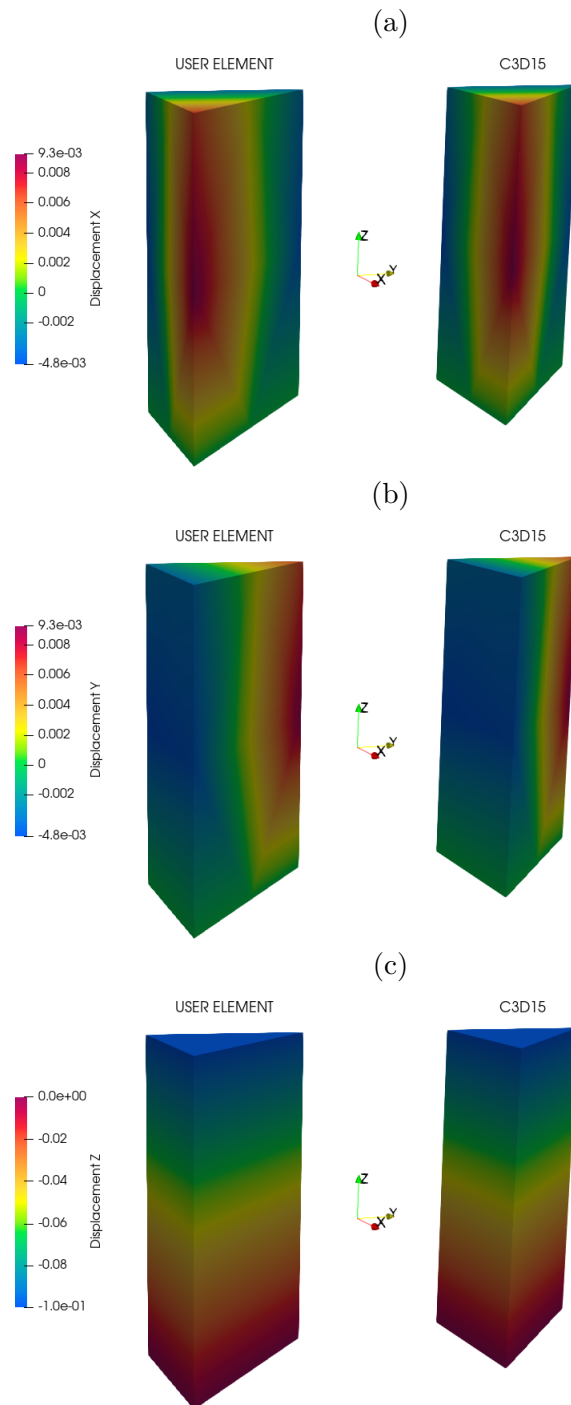 (a)
USER ELEMENT
C3D15
9.3e-03
0.008
0.006
0.004
0.002
0
-0.002
-4.8e-03
Displacement X
Z
Y
X
(b)
USER ELEMENT
C3D15
9.3e-03
0.008
0.006
0.004
0.002
0
-0.002
-4.8e-03
Displacement Y
Z
Y
X
(c)
USER ELEMENT
C3D15
0.0e+00
-0.02
-0.04
-0.06
-0.08
-1.0e-01
Displacement Z
Z
Y
X